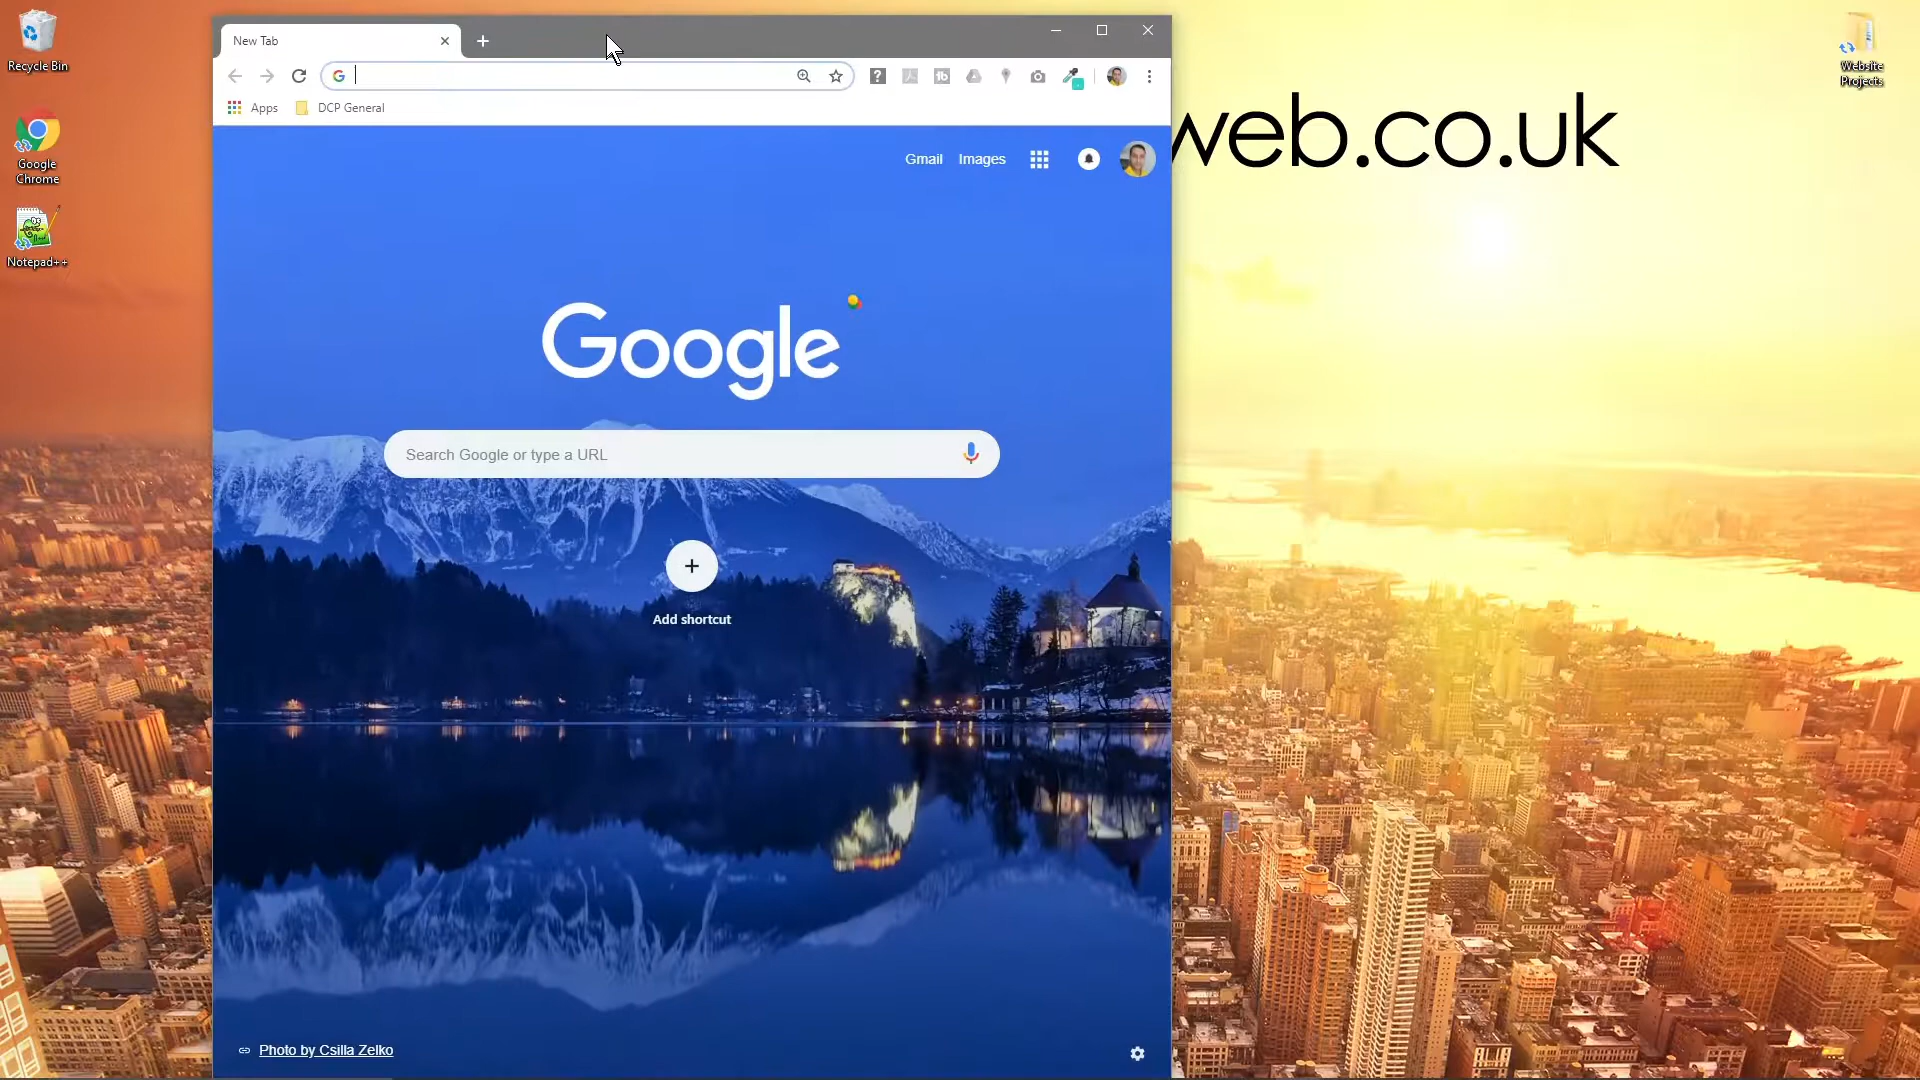 Recycle Bin
Google
Chrome
Notepad++
New Tab
Apps
DCP General
Gmail
Images
Google
Search Google or type a URL
Add shortcut
Photo by Csilla Zelko
web.co.uk
Website
Projects